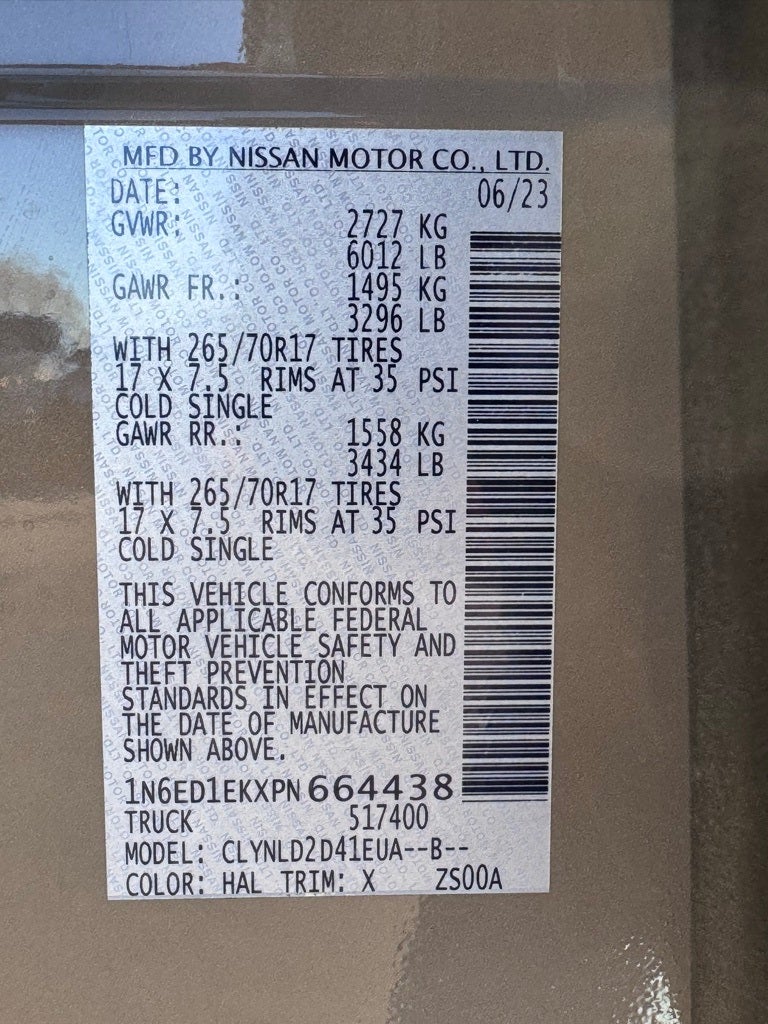 MFD BY NISSAN MOTOR CO., LTD.
DATE: 06/23
GVWR: 2727 KG
6012 LB
GAWR FR.: 1495 KG
3296 LB
WITH 265/70R17 TIRES
17 X 7.5 RIMS AT 35 PSI
COLD SINGLE
GAWR RR.: 1558 KG
3434 LB
WITH 265/70R17 TIRES
17 X 7.5 RIMS AT 35 PSI
COLD SINGLE
THIS VEHICLE CONFORMS TO
ALL APPLICABLE FEDERAL
MOTOR VEHICLE SAFETY AND
THEFT PREVENTION
STANDARDS IN EFFECT ON
THE DATE OF MANUFACTURE
SHOWN ABOVE.
1N6ED1EKXPN664438
TRUCK 517400
MODEL: CLYNLD2D41EUA--B--
COLOR: HAL TRIM: X ZS00A